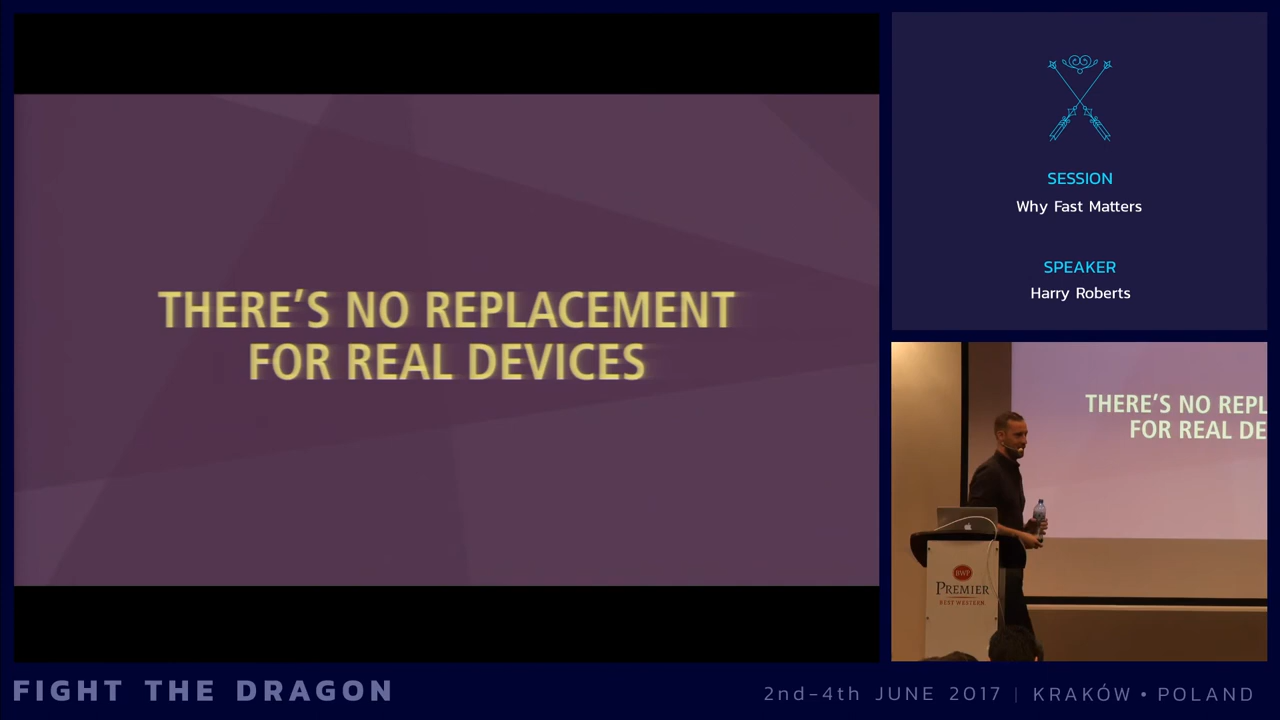 THERE'S NO REPLACEMENT
FOR REAL DEVICES
SESSION
Why Fast Matters
SPEAKER
Harry Roberts
THERE'S NO REPL
FOR REAL DE
BWP
PREMIER
BEST WESTERN
FIGHT THE DRAGON
2nd-4th JUNE 2017 | KRAKÓW • POLAND